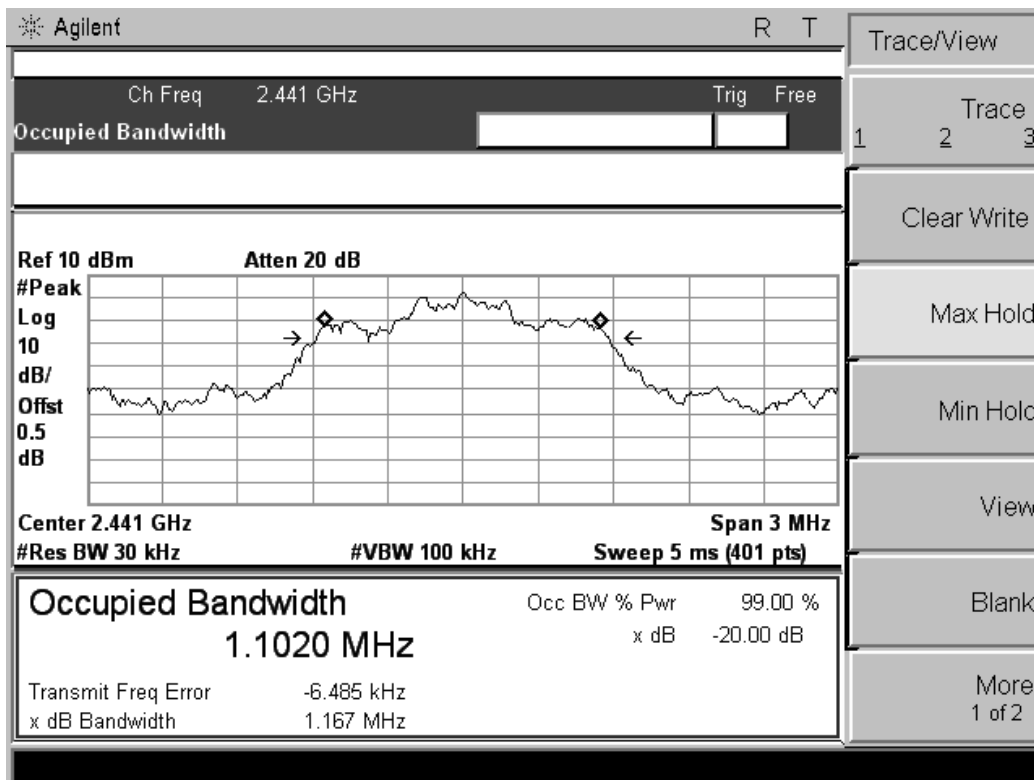 Agilent R T
Ch Freq 2.441 GHz Trig Free
Occupied Bandwidth
Ref 10 dBm Atten 20 dB
#Peak
Log
10
dB/
Offst
0.5
dB
Center 2.441 GHz Span 3 MHz
#Res BW 30 kHz #VBW 100 kHz Sweep 5 ms (401 pts)
Occupied Bandwidth
1.1020 MHz
Occ BW % Pwr 99.00 %
x dB -20.00 dB
Transmit Freq Error -6.485 kHz
x dB Bandwidth 1.167 MHz
Trace/View
Trace
1 2 3
Clear Write
Max Hold
Min Hold
View
Blank
More
1 of 2